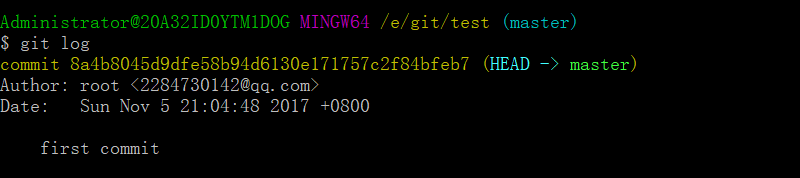 Administrator@20A32IDOYTM1DOG MINGW64 /e/git/test (master)
$ git log
commit 8a4b8045d9dfe58b94d6130e171757c2f84bfeb7 (HEAD -> master)
Author: root <2284730142@qq.com>
Date:   Sun Nov 5 21:04:48 2017 +0800
    first commit